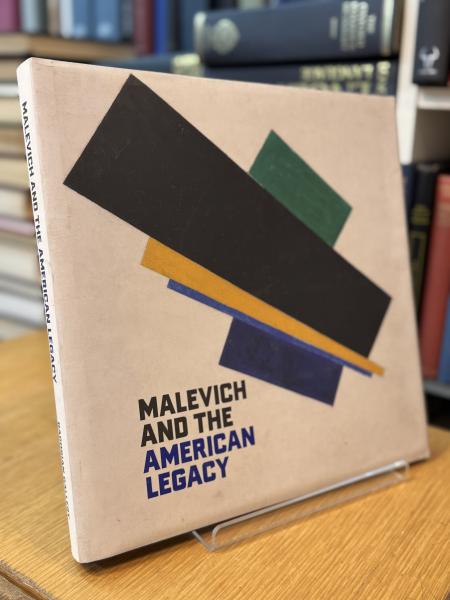 MALEVICH
AND THE
AMERICAN
LEGACY
MALEVICH AND THE AMERICAN LEGACY